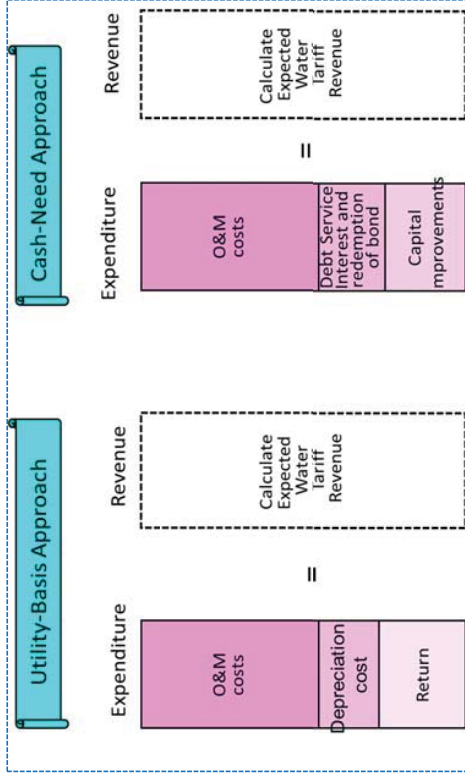 Utility-Basis Approach
Expenditure
Revenue
O&M
costs
Depreciation
cost
Return
=
Calculate
Expected
Water
Tariff
Revenue
Cash-Need Approach
Expenditure
Revenue
O&M
costs
Debt Service
Interest and
redemption
of bond
Capital
mprovements
=
Calculate
Expected
Water
Tariff
Revenue